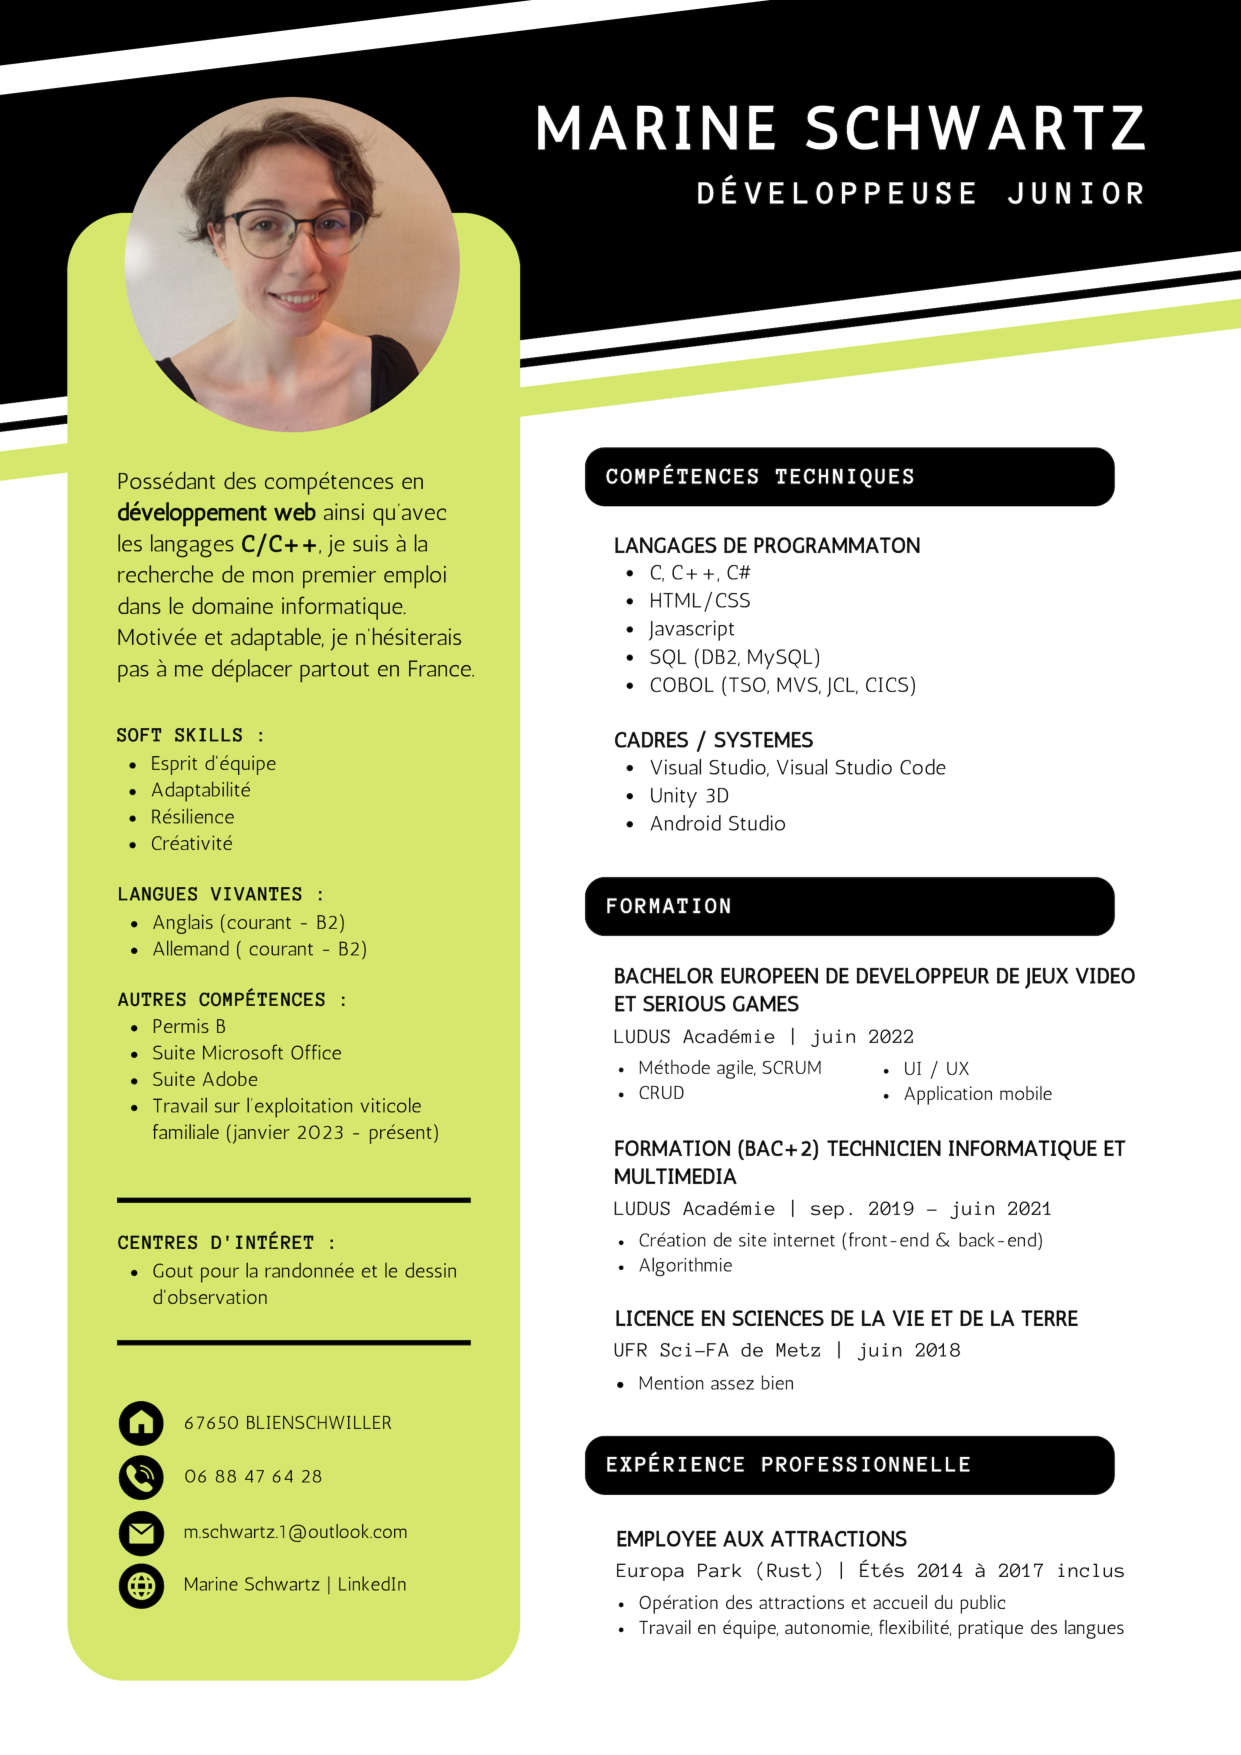 MARINE SCHWARTZ
DÉVELOPPEUSE JUNIOR
Possédant des compétences en
développement web ainsi qu'avec
les langages C/C++, je suis à la
recherche de mon premier emploi
dans le domaine informatique.
Motivée et adaptable, je n'hésiterais
pas à me déplacer partout en France.
SOFT SKILLS :
• Esprit d'équipe
• Adaptabilité
• Résilience
• Créativité
LANGUES VIVANTES :
• Anglais (courant - B2)
• Allemand ( courant - B2)
AUTRES COMPÉTENCES :
• Permis B
• Suite Microsoft Office
• Suite Adobe
• Travail sur l'exploitation viticole
familiale (janvier 2023 - présent)
CENTRES D'INTÉRET :
• Gout pour la randonnée et le dessin
d'observation
67650 BLIENSCHWILLER
06 88 47 64 28
m.schwartz.1@outlook.com
Marine Schwartz | LinkedIn
COMPÉTENCES TECHNIQUES
LANGAGES DE PROGRAMMATON
• C, C++, C#
• HTML/CSS
• Javascript
• SQL (DB2, MySQL)
• COBOL (TSO, MVS, JCL, CICS)
CADRES / SYSTEMES
• Visual Studio, Visual Studio Code
• Unity 3D
• Android Studio
FORMATION
BACHELOR EUROPEEN DE DEVELOPPEUR DE JEUX VIDEO
ET SERIOUS GAMES
LUDUS Académie | juin 2022
• Méthode agile, SCRUM
• CRUD
• UI / UX
• Application mobile
FORMATION (BAC+2) TECHNICIEN INFORMATIQUE ET
MULTIMEDIA
LUDUS Académie | sep. 2019 - juin 2021
• Création de site internet (front-end & back-end)
• Algorithmie
LICENCE EN SCIENCES DE LA VIE ET DE LA TERRE
UFR Sci-FA de Metz | juin 2018
• Mention assez bien
EXPÉRIENCE PROFESSIONNELLE
EMPLOYEE AUX ATTRACTIONS
Europa Park (Rust) | Étés 2014 à 2017 inclus
• Opération des attractions et accueil du public
• Travail en équipe, autonomie, flexibilité, pratique des langues